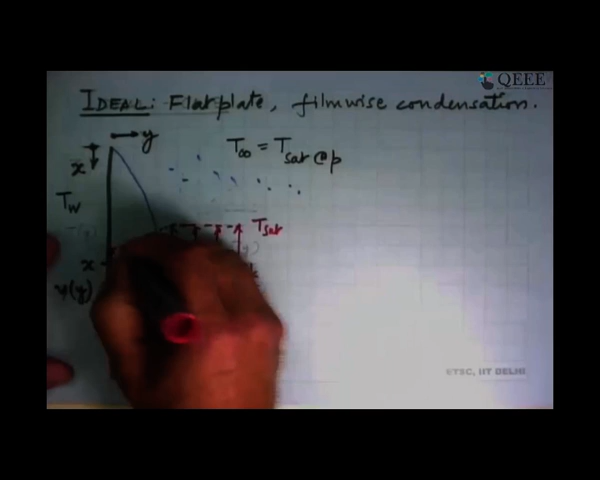 QEEE
IDEAL: Flat plate, filmwise condensation.
y
T∞ = Tsat @ p
x
Tw
Tsat
x
ETSC, IIT DELHI